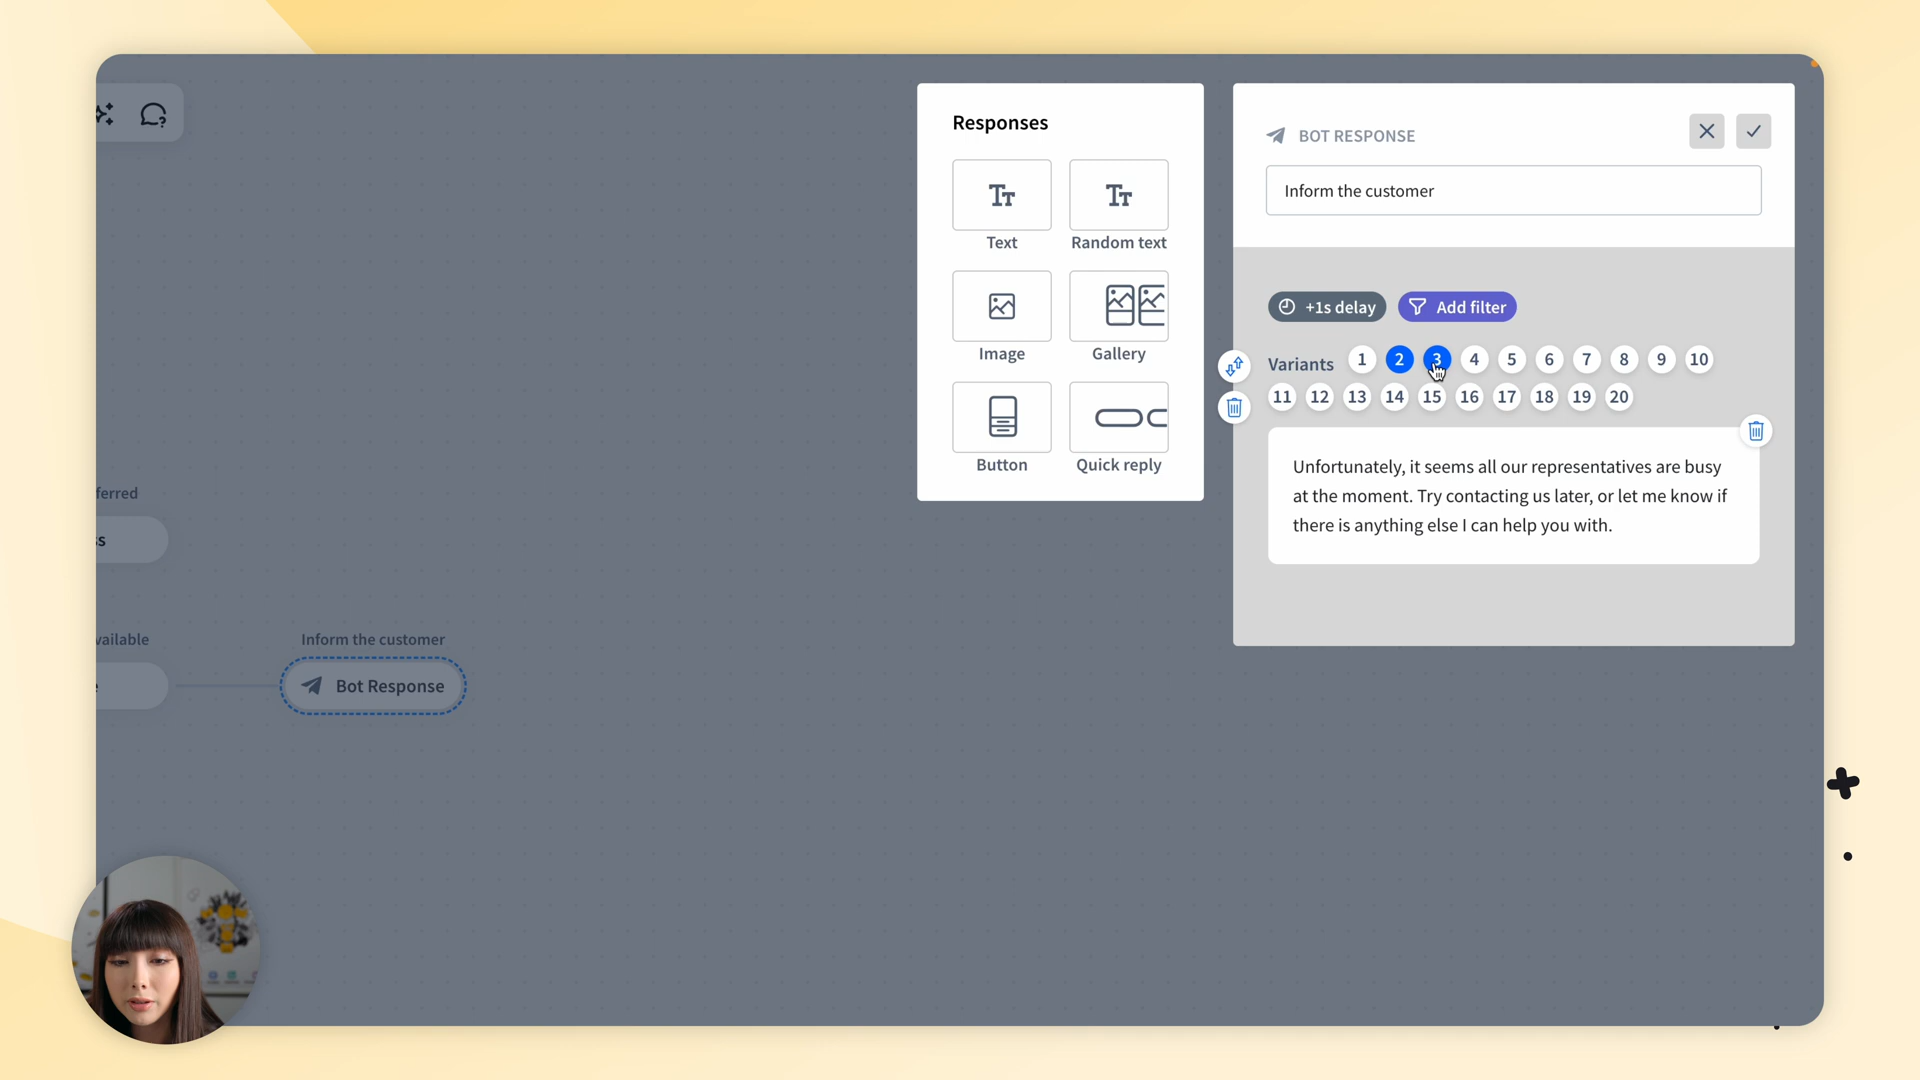 Responses
Text
Random text
Image
Gallery
Button
Quick reply
BOT RESPONSE
Inform the customer
+1s delay
Add filter
Variants 1 2 3 4 5 6 7 8 9 10
11 12 13 14 15 16 17 18 19 20
Unfortunately, it seems all our representatives are busy
at the moment. Try contacting us later, or let me know if
there is anything else I can help you with.
ferred
ss
vailable
e
Inform the customer
Bot Response